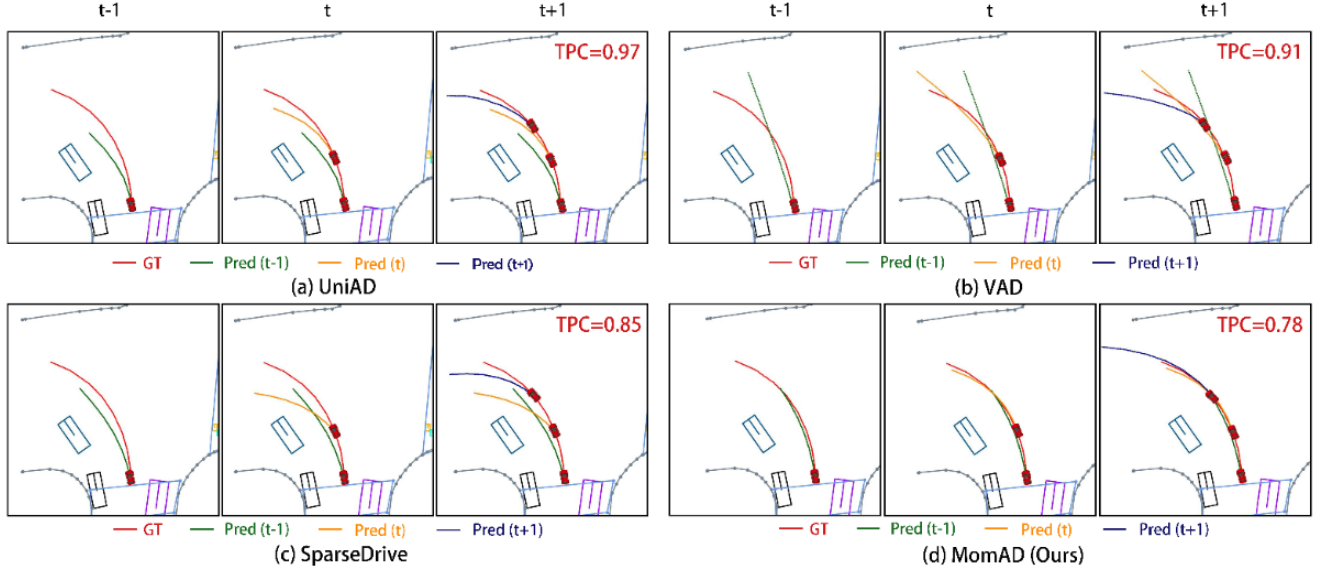 t-1 t t+1 t-1 t t+1
TPC=0.97 TPC=0.91
GT Pred (t-1) Pred (t) Pred (t+1) GT Pred (t-1) Pred (t) Pred (t+1)
(a) UniAD (b) VAD
TPC=0.85 TPC=0.78
GT Pred (t-1) Pred (t) Pred (t+1) GT Pred (t-1) Pred (t) Pred (t+1)
(c) SparseDrive (d) MomAD (Ours)